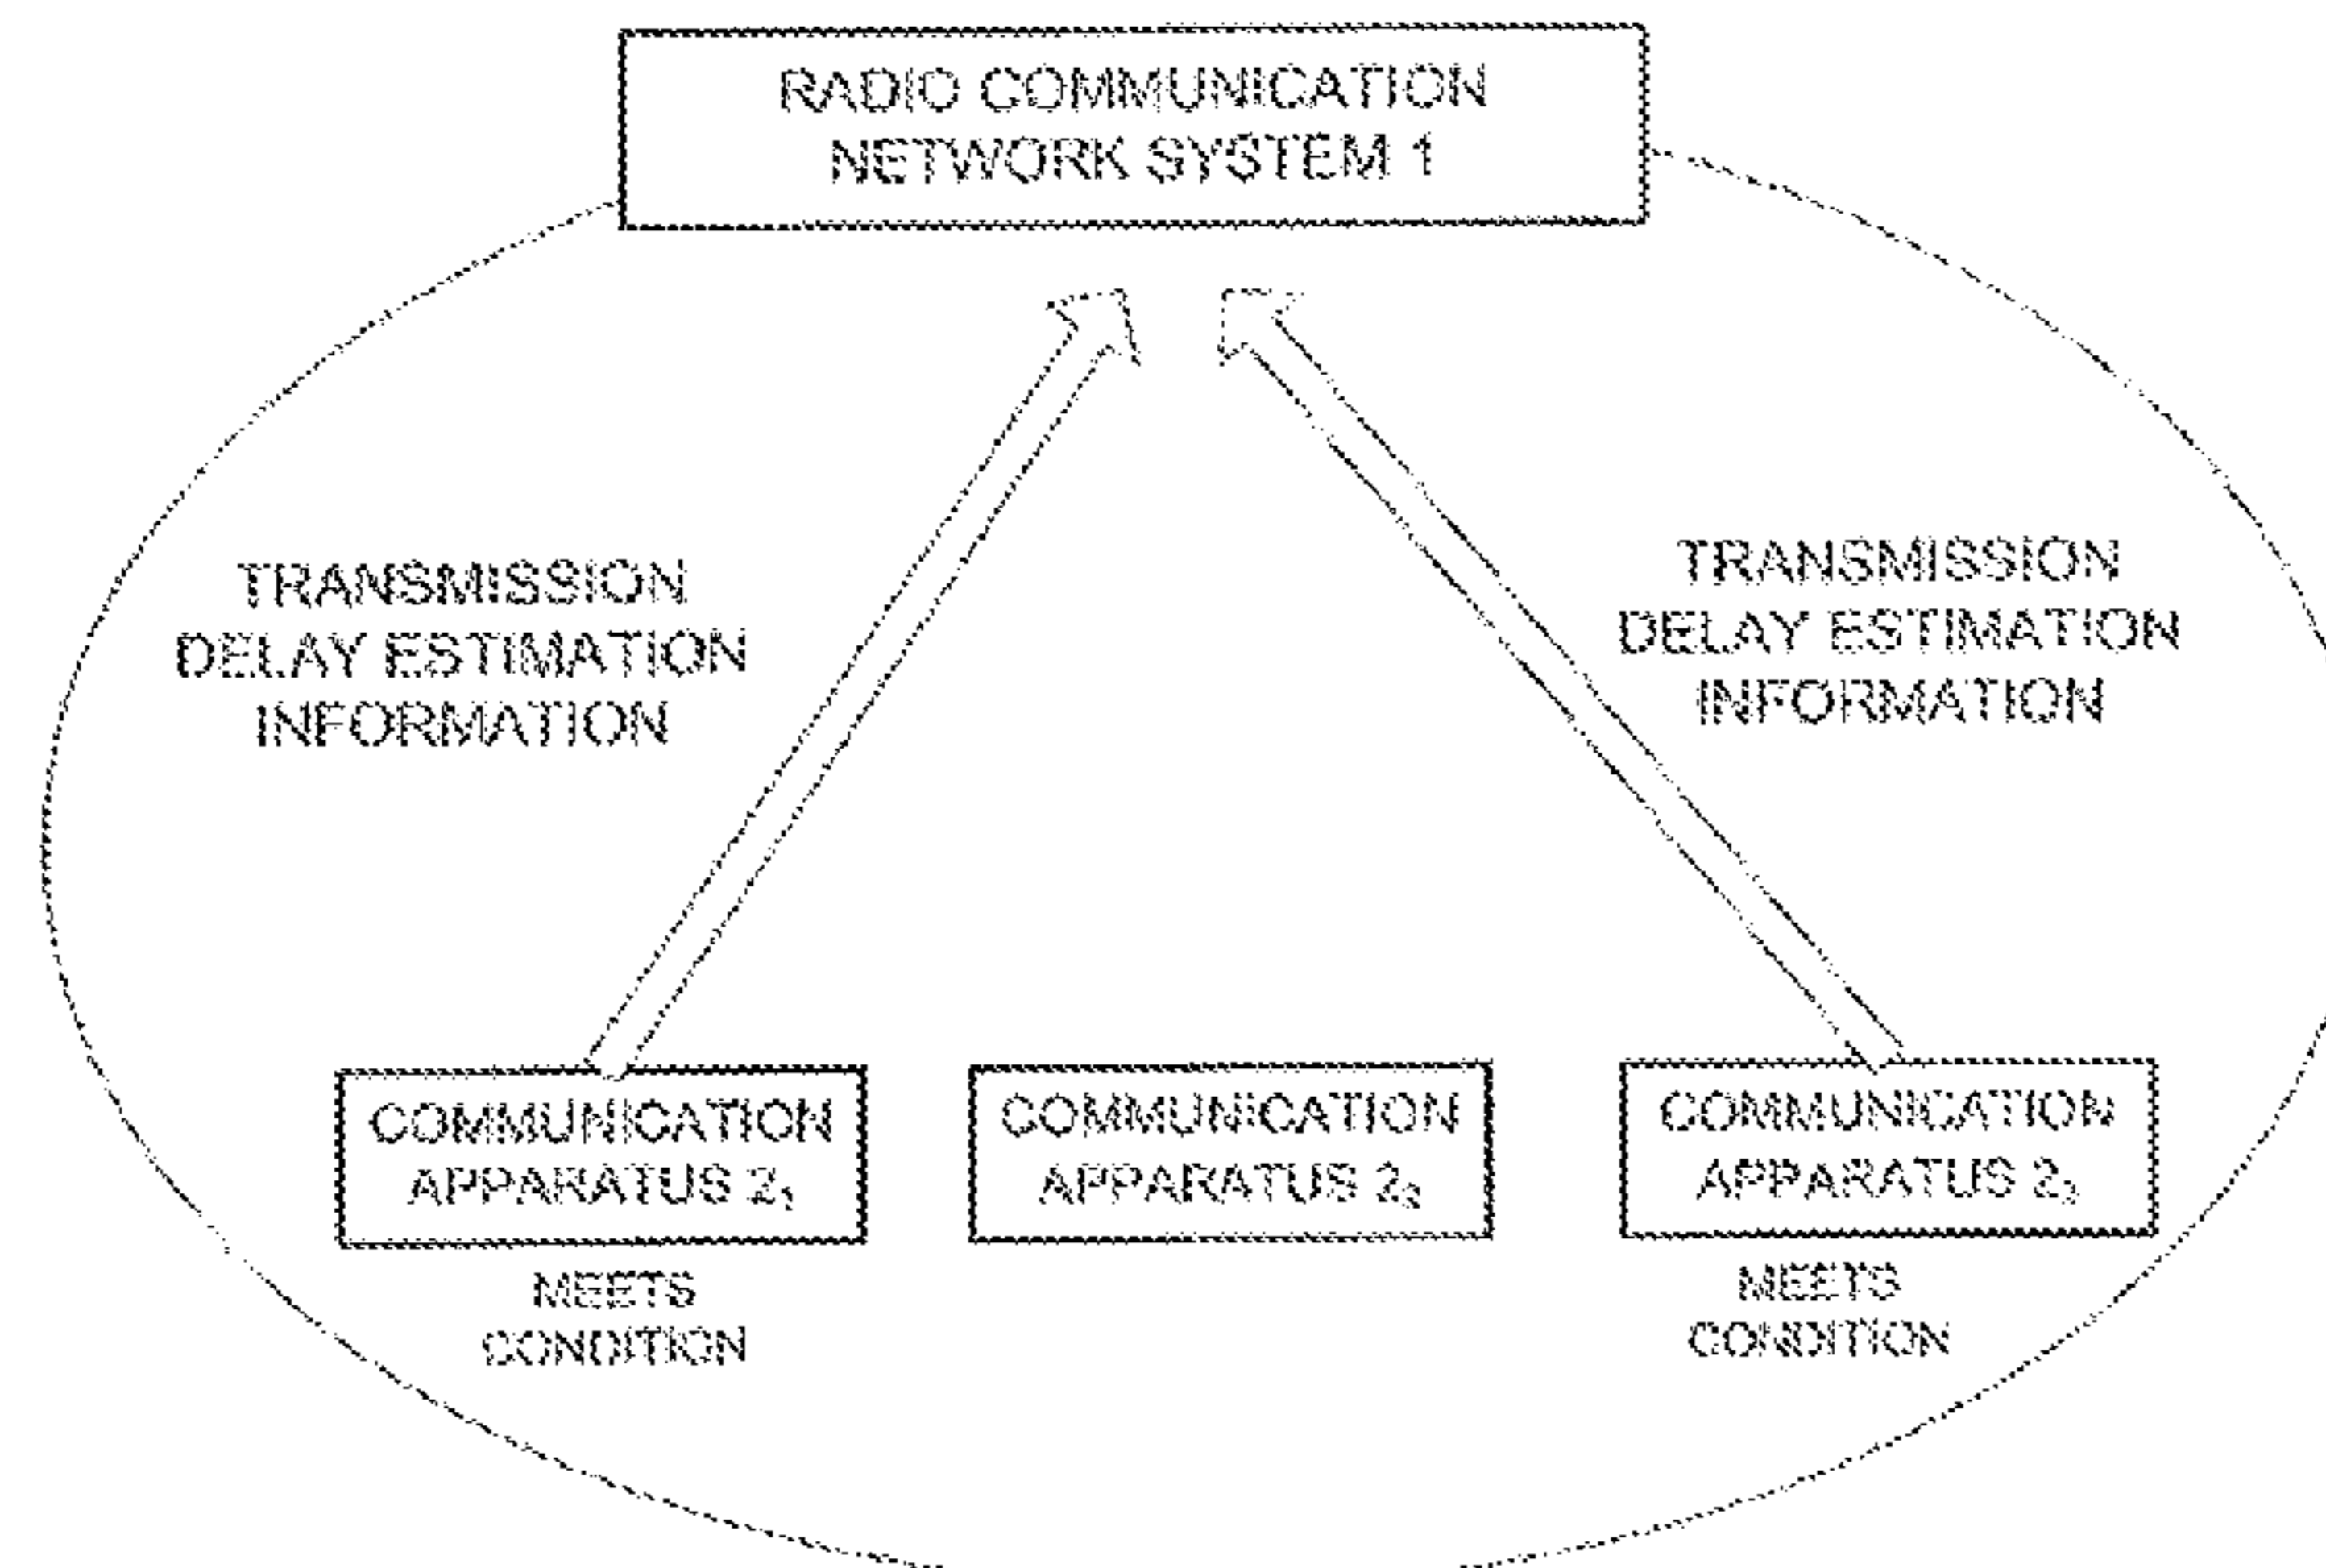 RADIO COMMUNICATION
NETWORK SYSTEM 1
TRANSMISSION
DELAY ESTIMATION
INFORMATION
TRANSMISSION
DELAY ESTIMATION
INFORMATION
COMMUNICATION
APPARATUS 2₁
COMMUNICATION
APPARATUS 2
COMMUNICATION
APPARATUS 2
MEETS
CONDITION
MEETS
CONDITION